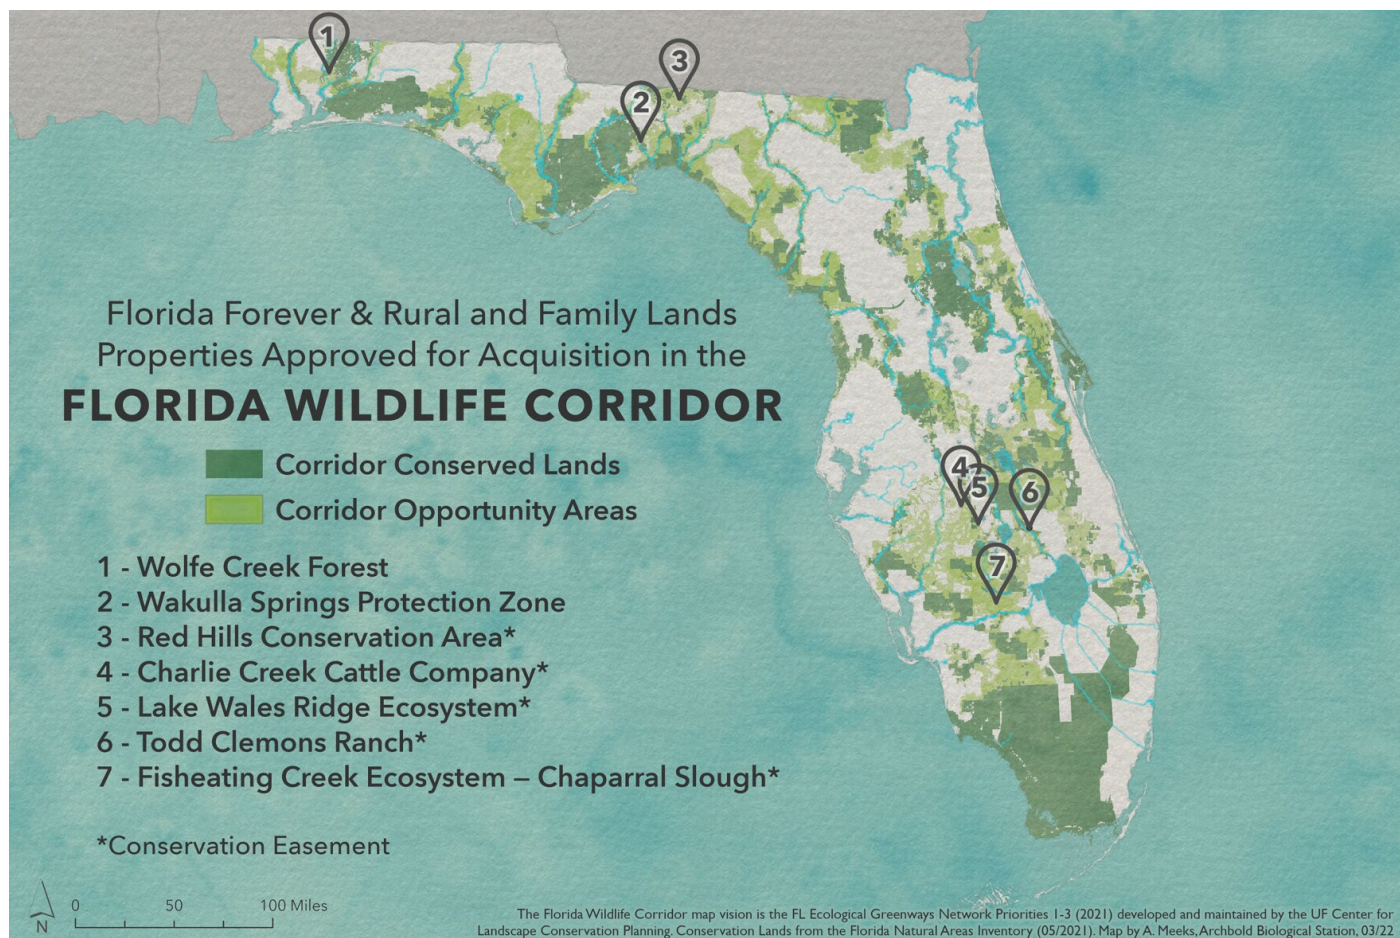 1
3
2
Florida Forever & Rural and Family Lands
Properties Approved for Acquisition in the
FLORIDA WILDLIFE CORRIDOR
Corridor Conserved Lands
Corridor Opportunity Areas
4
5
6
7
1 - Wolfe Creek Forest
2 - Wakulla Springs Protection Zone
3 - Red Hills Conservation Area*
4 - Charlie Creek Cattle Company*
5 - Lake Wales Ridge Ecosystem*
6 - Todd Clemons Ranch*
7 - Fisheating Creek Ecosystem – Chaparral Slough*
*Conservation Easement
N
0 50 100 Miles
The Florida Wildlife Corridor map vision is the FL Ecological Greenways Network Priorities 1-3 (2021) developed and maintained by the UF Center for
Landscape Conservation Planning. Conservation Lands from the Florida Natural Areas Inventory (05/2021). Map by A. Meeks, Archbold Biological Station, 03/22